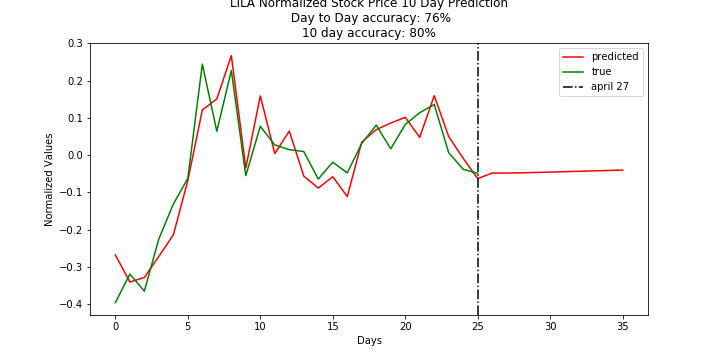 LILA Normalized Stock Price 10 Day Prediction
Day to Day accuracy: 76%
10 day accuracy: 80%
0.3
0.2
0.1
0.0
−0.1
−0.2
−0.3
−0.4
Normalized Values
predicted
true
april 27
0 5 10 15 20 25 30 35
Days